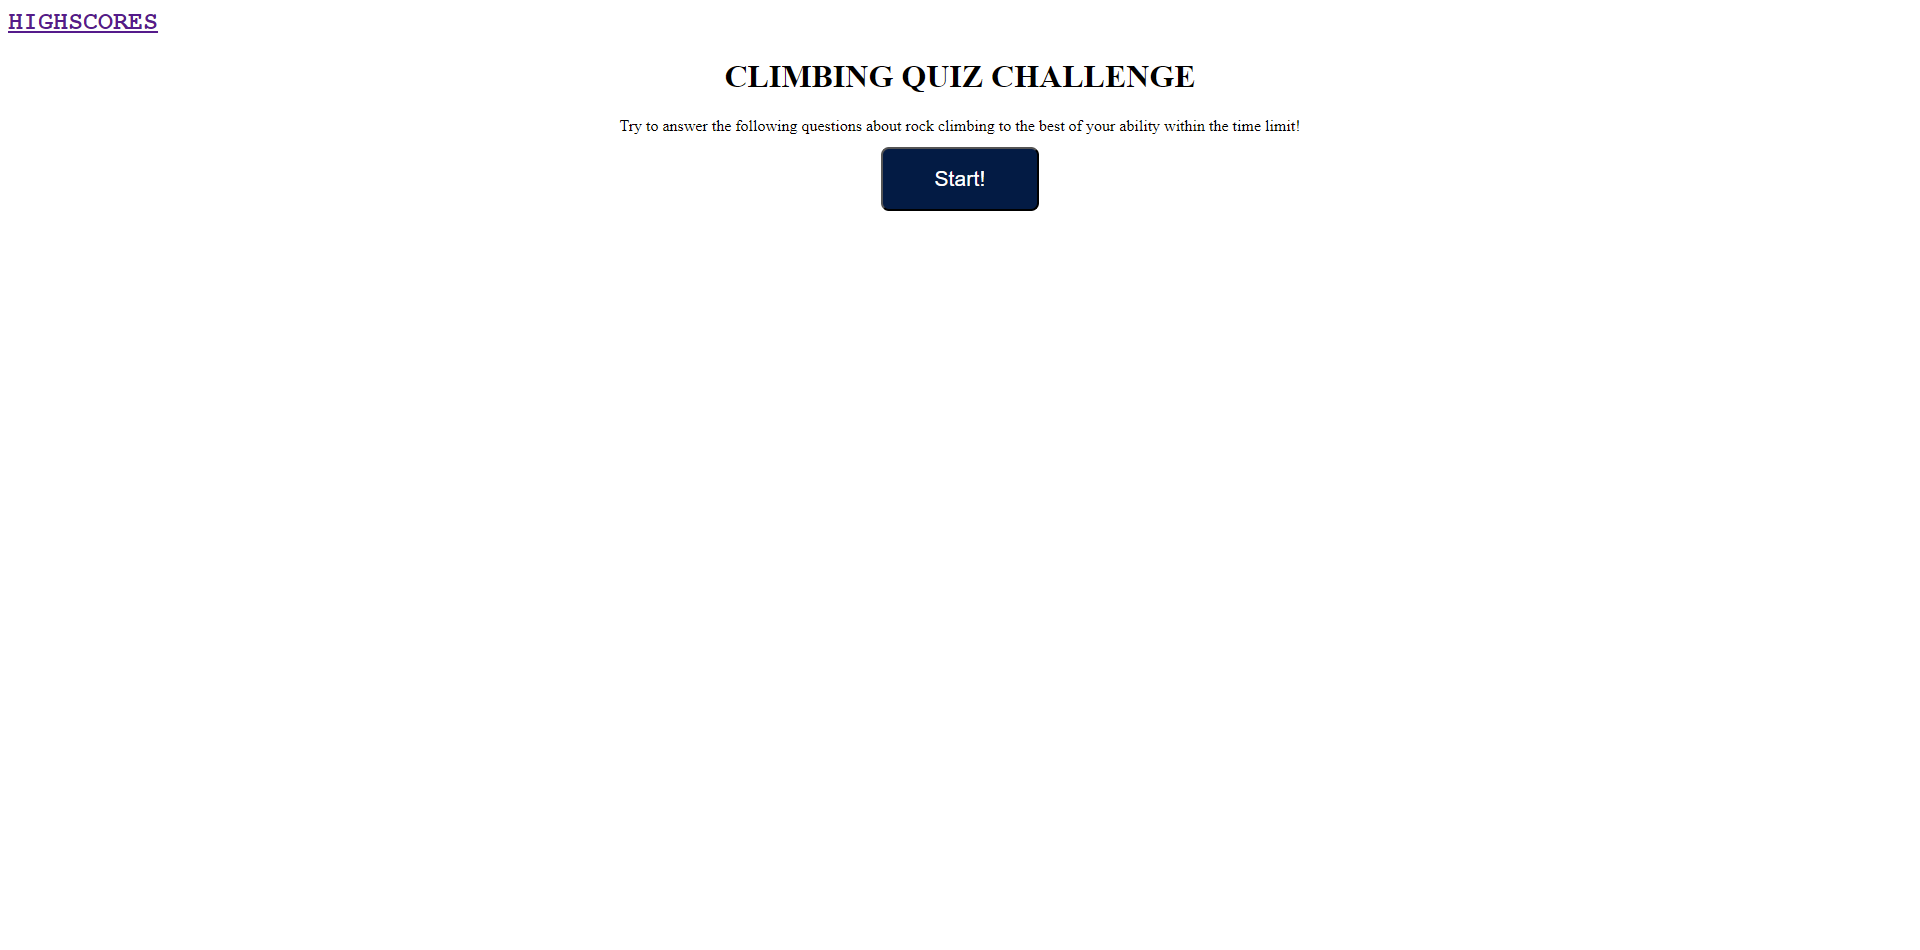 HIGHSCORES
CLIMBING QUIZ CHALLENGE
Try to answer the following questions about rock climbing to the best of your ability within the time limit!
Start!